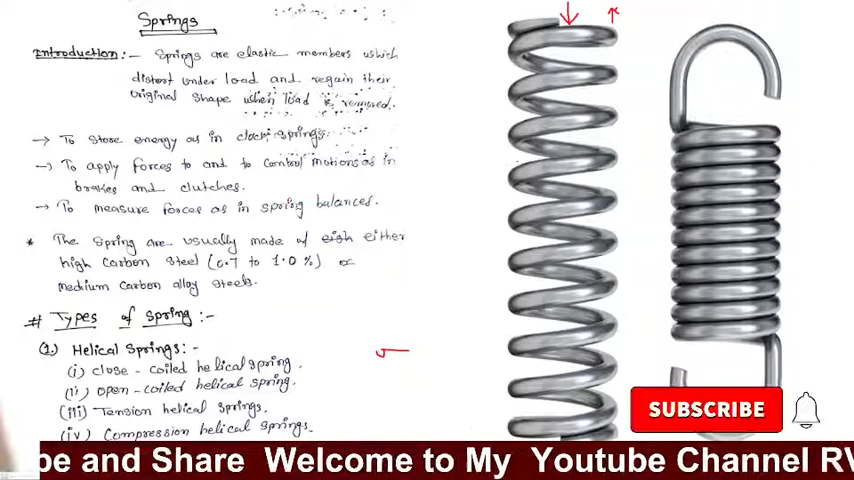 Springs
Introduction:- Springs are elastic members which
distort under load and regain their
original shape when load is removed.
→ To store energy as in clock springs.
→ To apply forces to and to control motions as in
brakes and clutches.
→ To measure forces as in spring balances.
* The Spring are usually made of eigh either
high Carbon Steel (0.7 to 1.0 %) or
medium Carbon alloy steels.
# Types of Spring :-
(1.) Helical Springs:-
(i) close-coiled helical spring.
(ii) open-coiled helical spring.
(iii) Tension helical springs.
(iv) Compression helical springs.
SUBSCRIBE
be and Share Welcome to My Youtube Channel RV